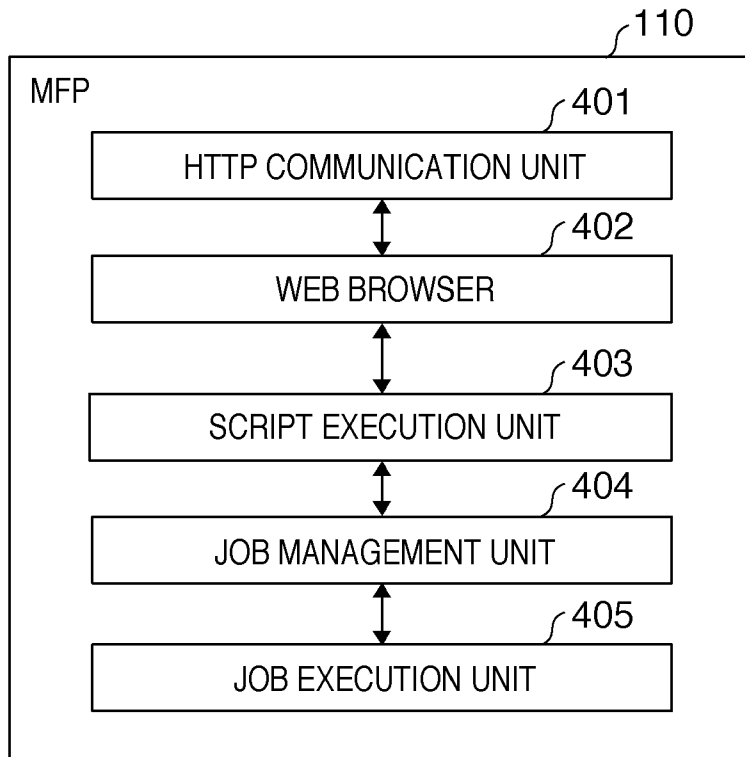 110
MFP
401
HTTP COMMUNICATION UNIT
402
WEB BROWSER
403
SCRIPT EXECUTION UNIT
404
JOB MANAGEMENT UNIT
405
JOB EXECUTION UNIT